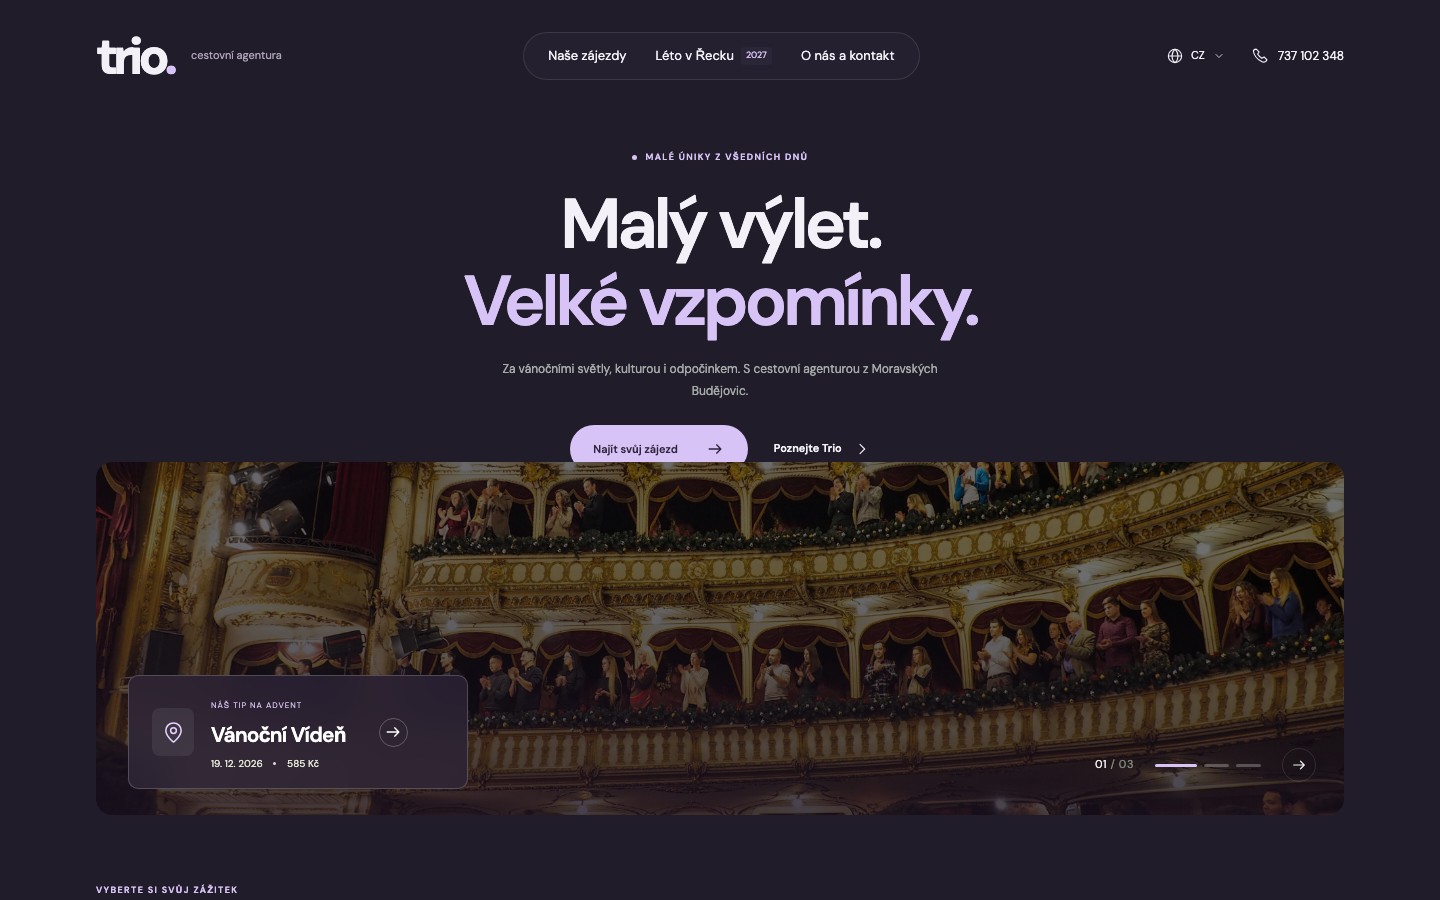 trio.
cestovní agentura
Naše zájezdy
Léto v Řecku 2027
O nás a kontakt
CZ
737 102 348
MALÉ ÚNIKY Z VŠEDNÍCH DNŮ
Malý výlet.
Velké vzpomínky.
Za vánočními světly, kulturou i odpočinkem. S cestovní agenturou z Moravských
Budějovic.
Najít svůj zájezd
Poznejte Trio
NÁŠ TIP NA ADVENT
Vánoční Vídeň
19. 12. 2026 • 585 Kč
01 / 03
VYBERTE SI SVŮJ ZÁŽITEK